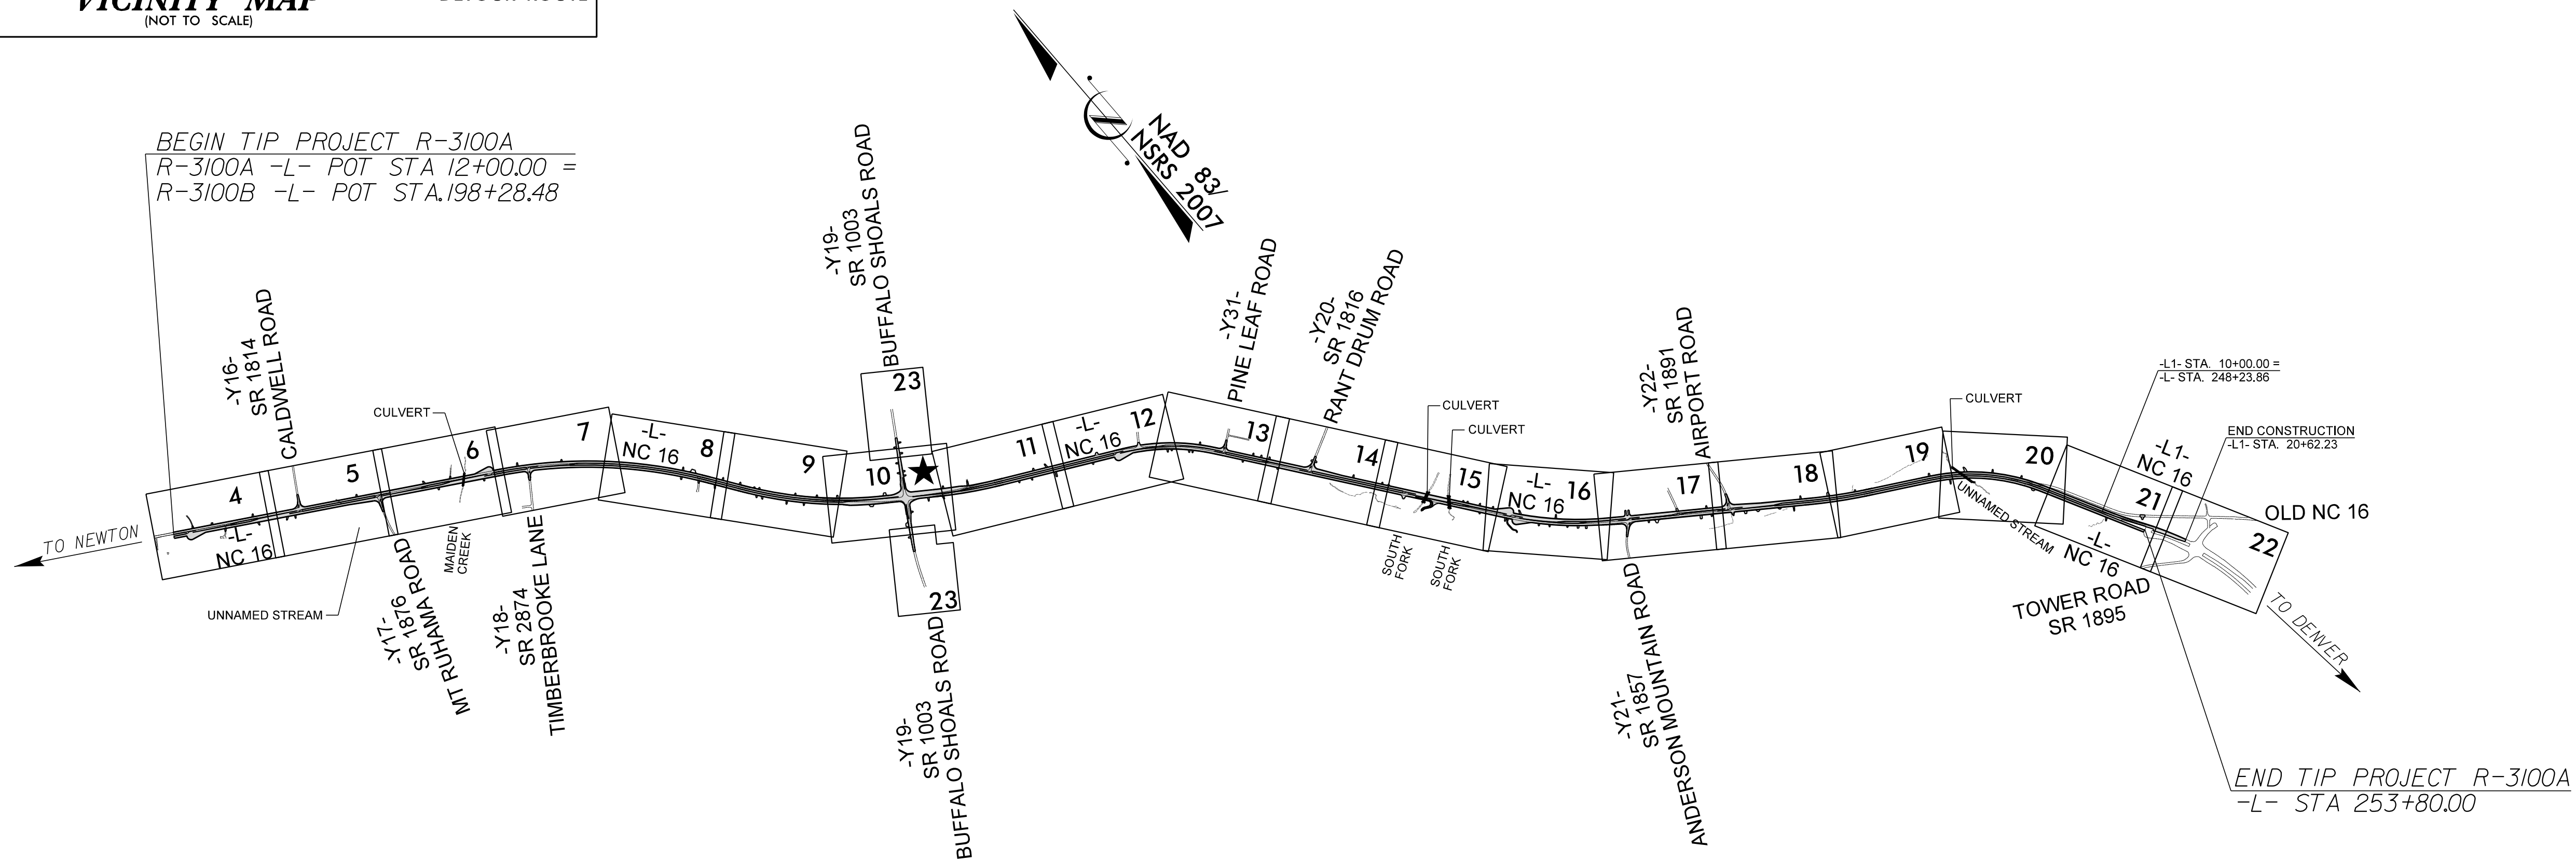 VICINITY MAP
(NOT TO SCALE)
BEGIN TIP PROJECT R-3100A
R-3100A -L- POT STA 12+00.00 =
R-3100B -L- POT STA.198+28.48
NAD 83/
NSRS 2007
TO NEWTON
-Y16-
SR 1814
CALDWELL ROAD
CULVERT
4
5
6
7
-L-
NC 16
UNNAMED STREAM
-Y17-
SR 1876
MT RUHAMA ROAD
MAIDEN
CREEK
-Y18-
SR 2874
TIMBERBROOKE LANE
-L-
NC 16
8
9
-Y19-
SR 1003
BUFFALO SHOALS ROAD
23
10
23
-Y19-
SR 1003
BUFFALO SHOALS ROAD
11
-L-
NC 16
12
-Y31-
PINE LEAF ROAD
13
-Y20-
SR 1816
RANT DRUM ROAD
14
CULVERT
CULVERT
15
SOUTH
FORK
SOUTH
FORK
-L-
NC 16
16
-Y21-
SR 1857
ANDERSON MOUNTAIN ROAD
17
-Y22-
SR 1891
AIRPORT ROAD
18
19
CULVERT
20
UNNAMED STREAM
-L-
NC 16
-L1- STA. 10+00.00 =
-L- STA. 248+23.86
-L1-
NC 16
21
END CONSTRUCTION
-L1- STA. 20+62.23
OLD NC 16
22
TOWER ROAD
SR 1895
TO DENVER
END TIP PROJECT R-3100A
-L- STA 253+80.00